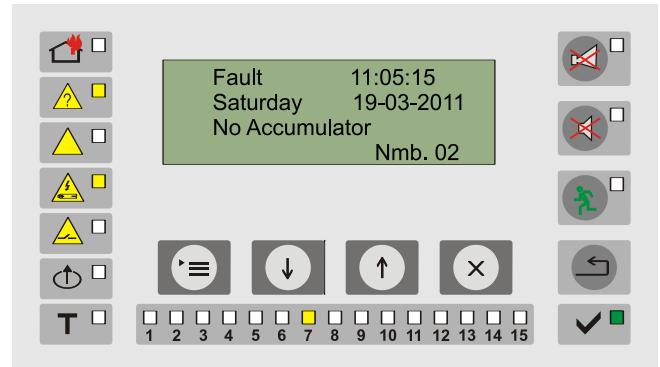 Fault 11:05:15
Saturday 19-03-2011
No Accumulator
Nmb. 02
?
T
1 2 3 4 5 6 7 8 9 10 11 12 13 14 15